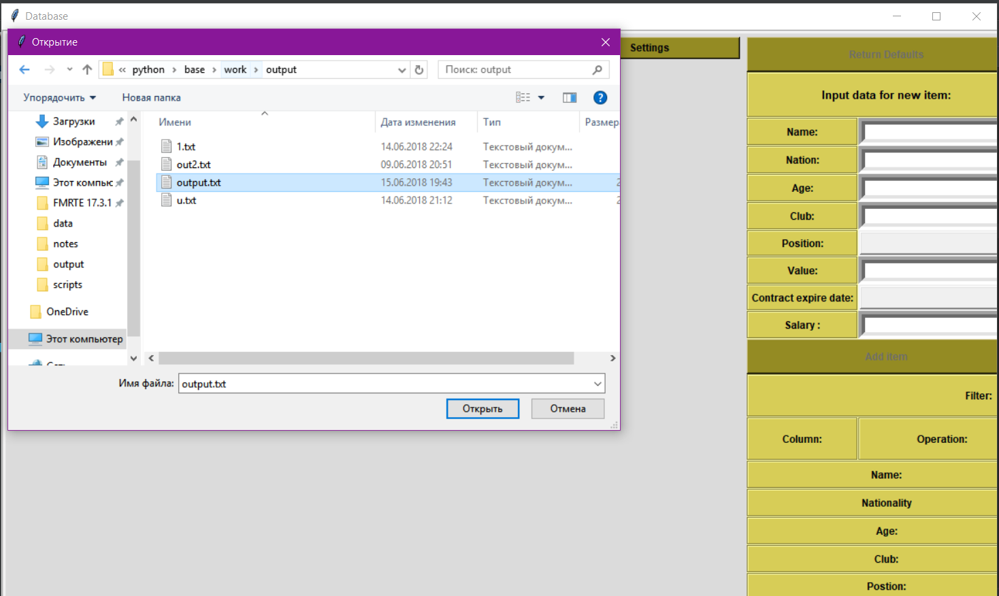 Database
Открытие
« python › base › work › output
Поиск: output
Упорядочить
Новая папка
Загрузки
Изображени
Документы
Этот компьк
FMRTE 17.3.1
data
notes
output
scripts
OneDrive
Этот компьютер
Имени Дата изменения Тип Размер
1.txt 14.06.2018 22:24 Текстовый докум...
out2.txt 09.06.2018 20:51 Текстовый докум...
output.txt 15.06.2018 19:43 Текстовый докум... 2
u.txt 14.06.2018 21:12 Текстовый докум... 2
Имя файла: output.txt
Открыть
Отмена
Settings
Return Defaults
Input data for new item:
Name:
Nation:
Age:
Club:
Position:
Value:
Contract expire date:
Salary :
Add item
Filter:
Column: Operation:
Name:
Nationality
Age:
Club:
Postion: